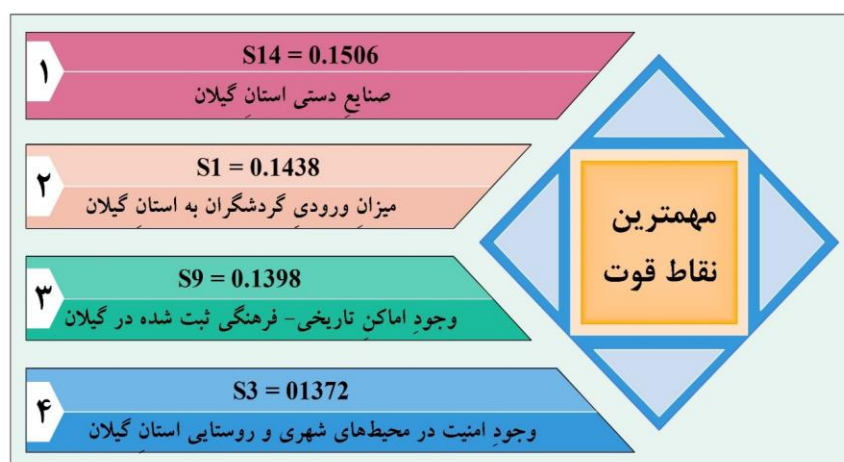 مهمترین
نقاط قوت
۱
S14 = 0.1506
صنایعِ دستی استانِ گیلان
۲
S1 = 0.1438
میزانِ ورودیِ گردشگران به استانِ گیلان
۳
S9 = 0.1398
وجودِ اماکنِ تاریخی- فرهنگی ثبت شده در گیلان
۴
S3 = 01372
وجودِ امنیت در محیط‌های شهری و روستایی استانِ گیلان